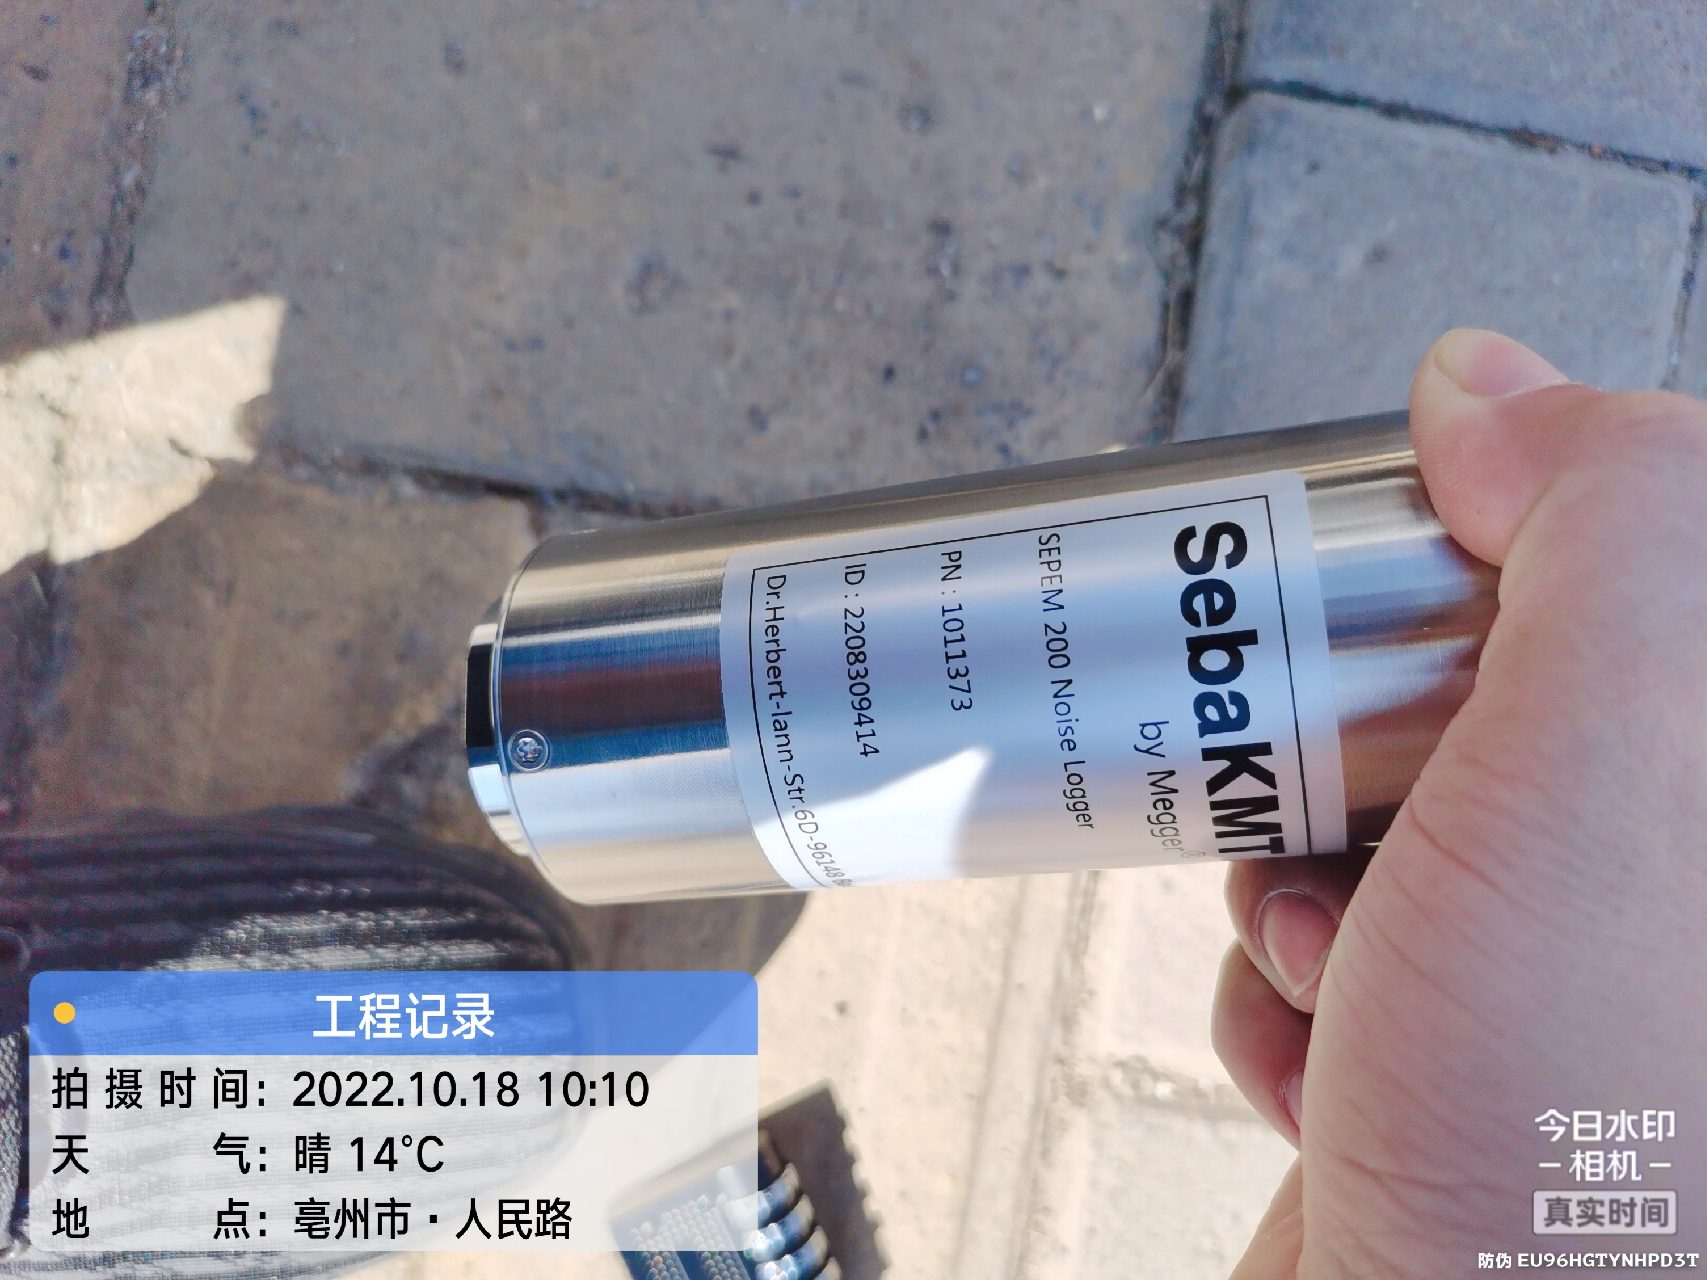 SebaKMT
by Megger®
SEPEM 200 Noise Logger
PN : 1011373
ID : 2208309414
Dr.Herbert-lann-Str.6D-96148
工程记录
拍摄时间: 2022.10.18 10:10
天气: 晴 14℃
地点: 亳州市·人民路
今日水印
-相机-
真实时间
防伪 EU96HGTYNHPD3T